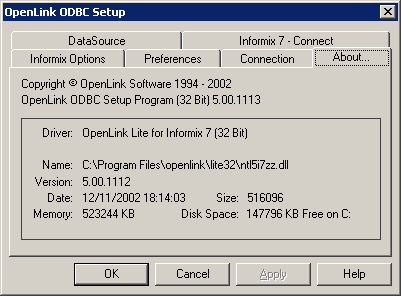 OpenLink ODBC Setup
DataSource Informix 7 - Connect
Informix Options Preferences Connection About...
Copyright © OpenLink Software 1994 - 2002
OpenLink ODBC Setup Program (32 Bit) 5.00.1113
Driver: OpenLink Lite for Informix 7 (32 Bit)
Name: C:\Program Files\openlink\lite32\ntl5i7zz.dll
Version: 5.00.1112
Date: 12/11/2002 18:14:03 Size: 516096
Memory: 523244 KB Disk Space: 147796 KB Free on C:
OK Cancel Apply Help